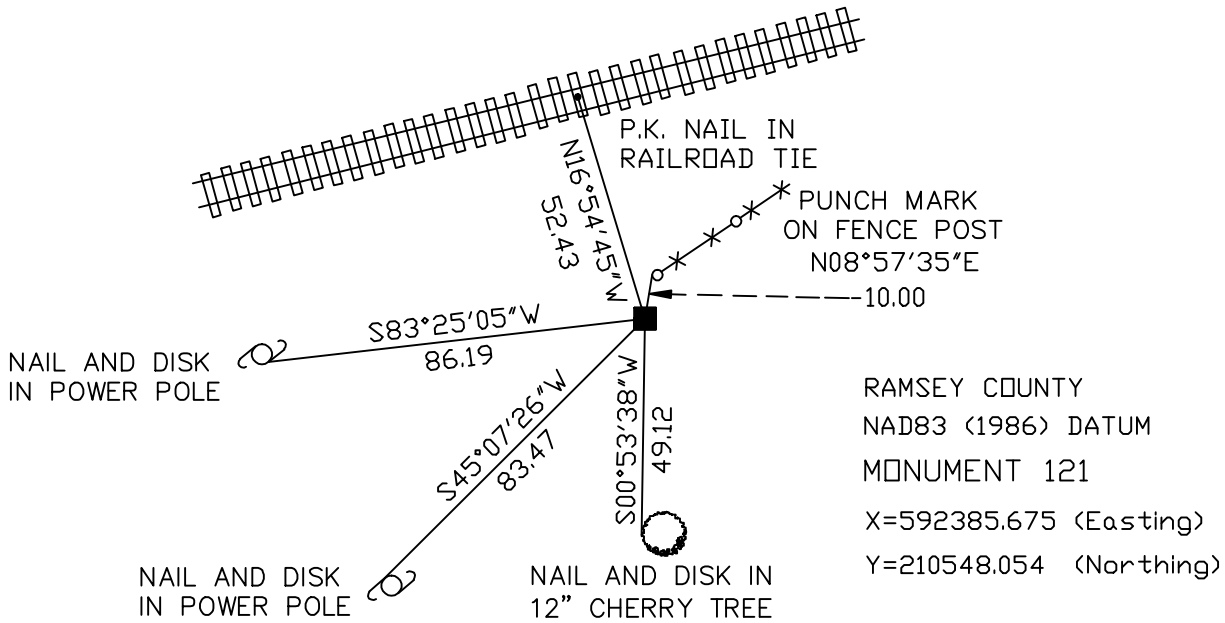 P.K. NAIL IN
RAILROAD TIE
N16°54'45"W
52.43
PUNCH MARK
ON FENCE POST
N08°57'35"E
10.00
S83°25'05"W
86.19
NAIL AND DISK
IN POWER POLE
S45°07'26"W
83.47
S00°53'38"W
49.12
RAMSEY COUNTY
NAD83 (1986) DATUM
MONUMENT 121
X=592385.675 (Easting)
Y=210548.054 (Northing)
NAIL AND DISK
IN POWER POLE
NAIL AND DISK IN
12" CHERRY TREE